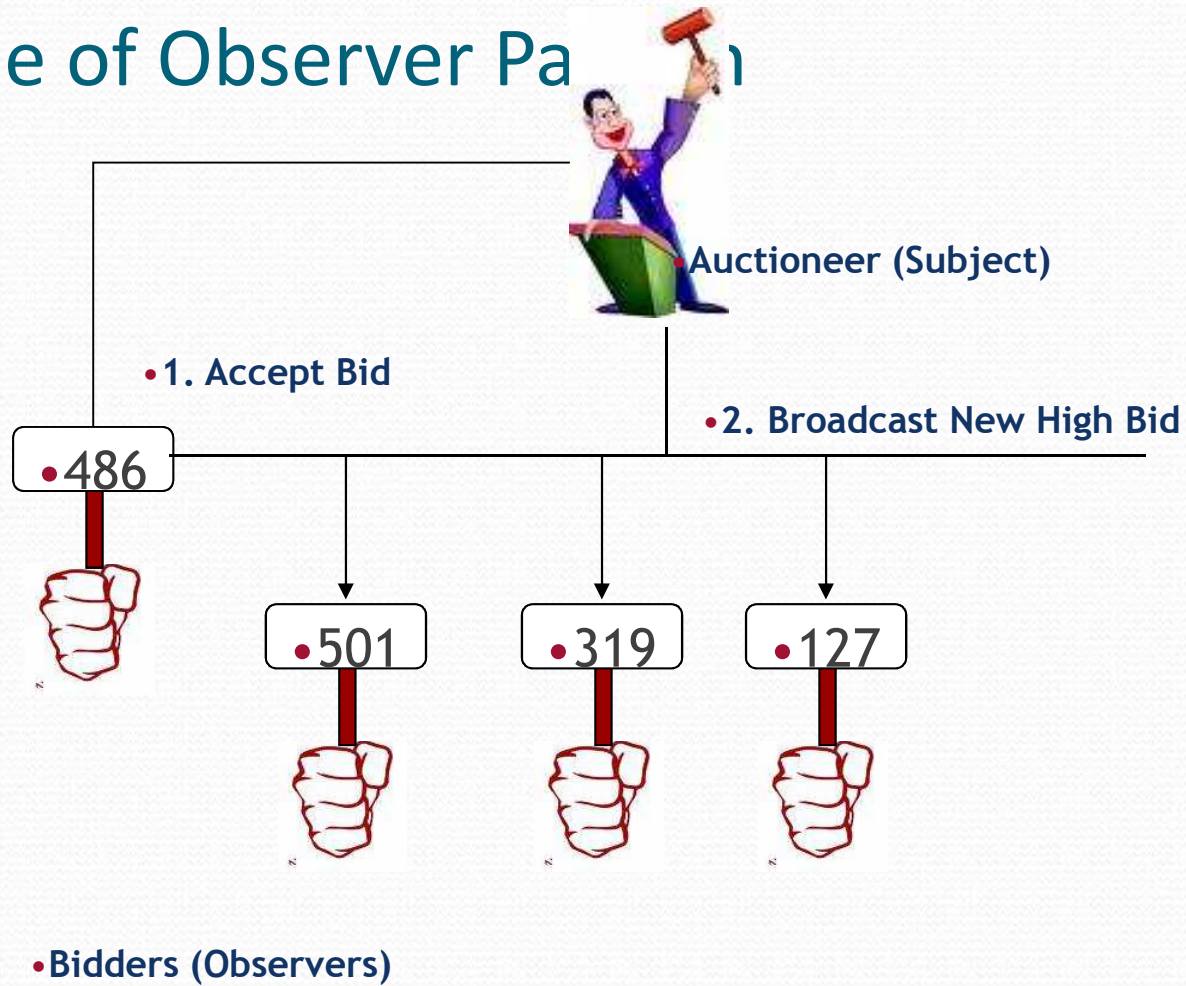 e of Observer Pa n
•Auctioneer (Subject)
•1. Accept Bid
•2. Broadcast New High Bid
•486
•501
•319
•127
•Bidders (Observers)